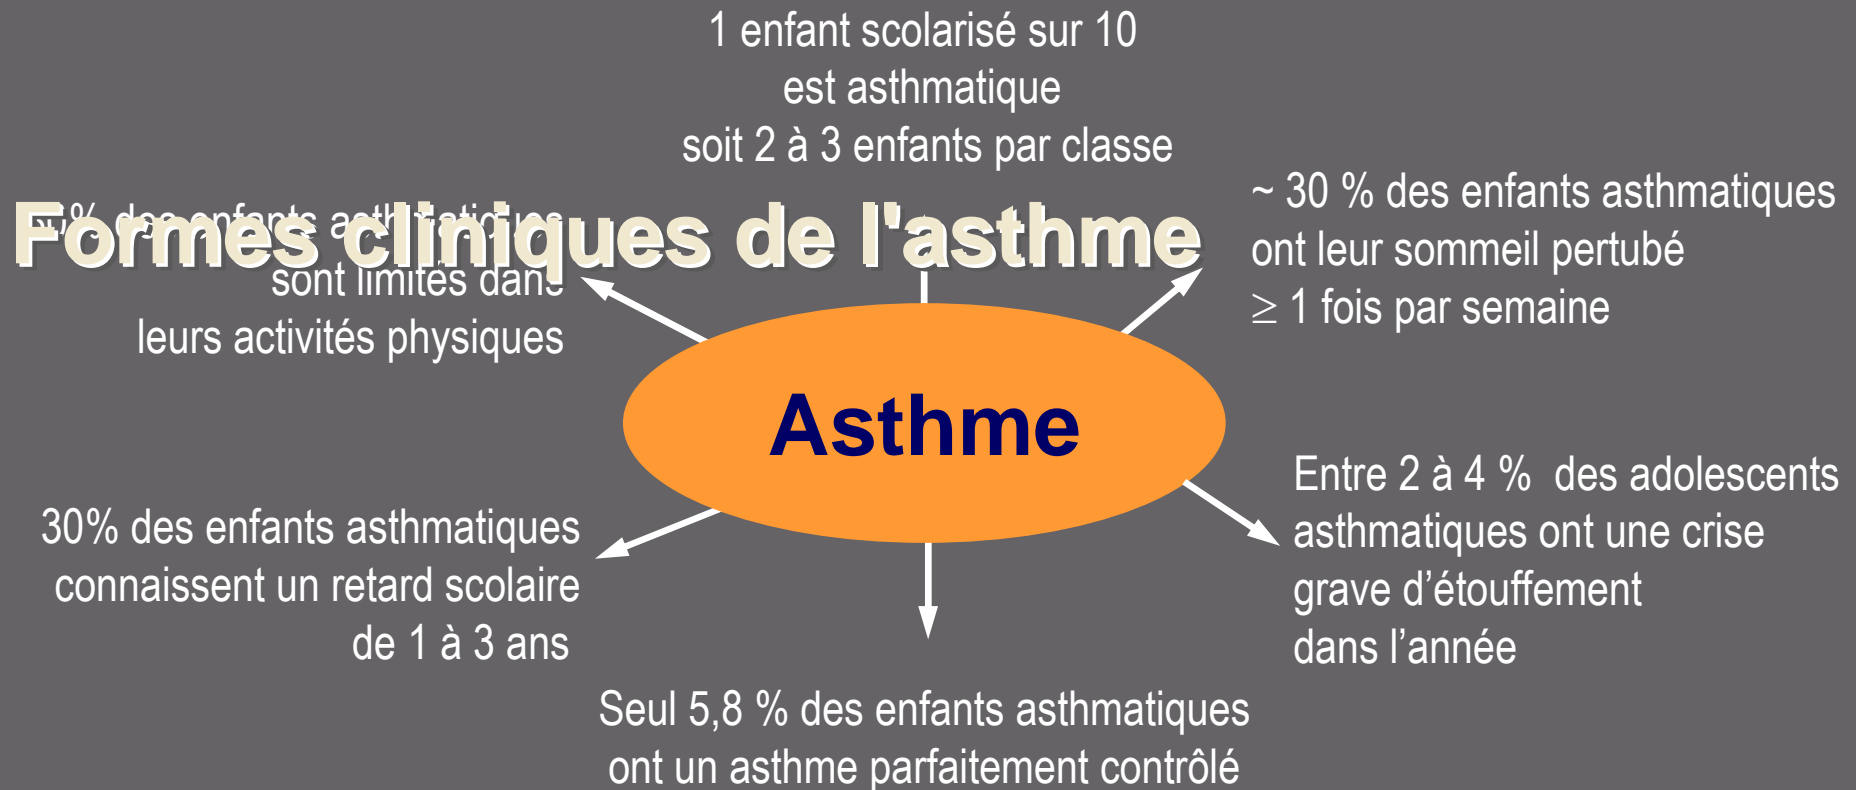 1 enfant scolarisé sur 10
est asthmatique
soit 2 à 3 enfants par classe
Formes cliniques de l'asthme
des enfants asthmatiques
sont limités dans
leurs activités physiques
~ 30 % des enfants asthmatiques
ont leur sommeil pertubé
≥ 1 fois par semaine
Asthme
30% des enfants asthmatiques
connaissent un retard scolaire
de 1 à 3 ans
Entre 2 à 4 % des adolescents
asthmatiques ont une crise
grave d’étouffement
dans l’année
Seul 5,8 % des enfants asthmatiques
ont un asthme parfaitement contrôlé